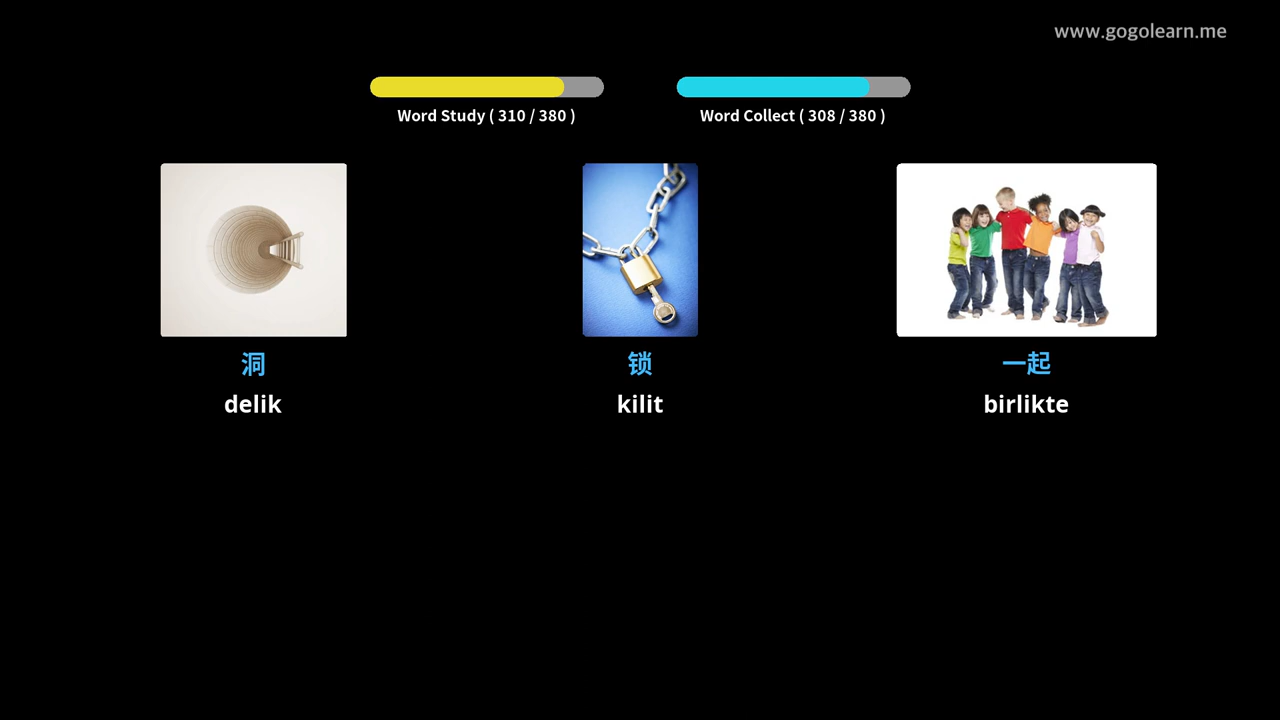 www.gogolearn.me
Word Study ( 310 / 380 )
Word Collect ( 308 / 380 )
洞
锁
一起
delik
kilit
birlikte